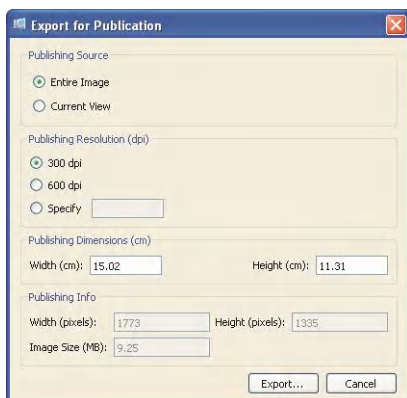 Export for Publication
Publishing Source
Entire Image
Current View
Publishing Resolution (dpi)
300 dpi
600 dpi
Specify
Publishing Dimensions (cm)
Width (cm): 15.02 Height (cm): 11.31
Publishing Info
Width (pixels): 1773 Height (pixels): 1335
Image Size (MB): 9.25
Export... Cancel